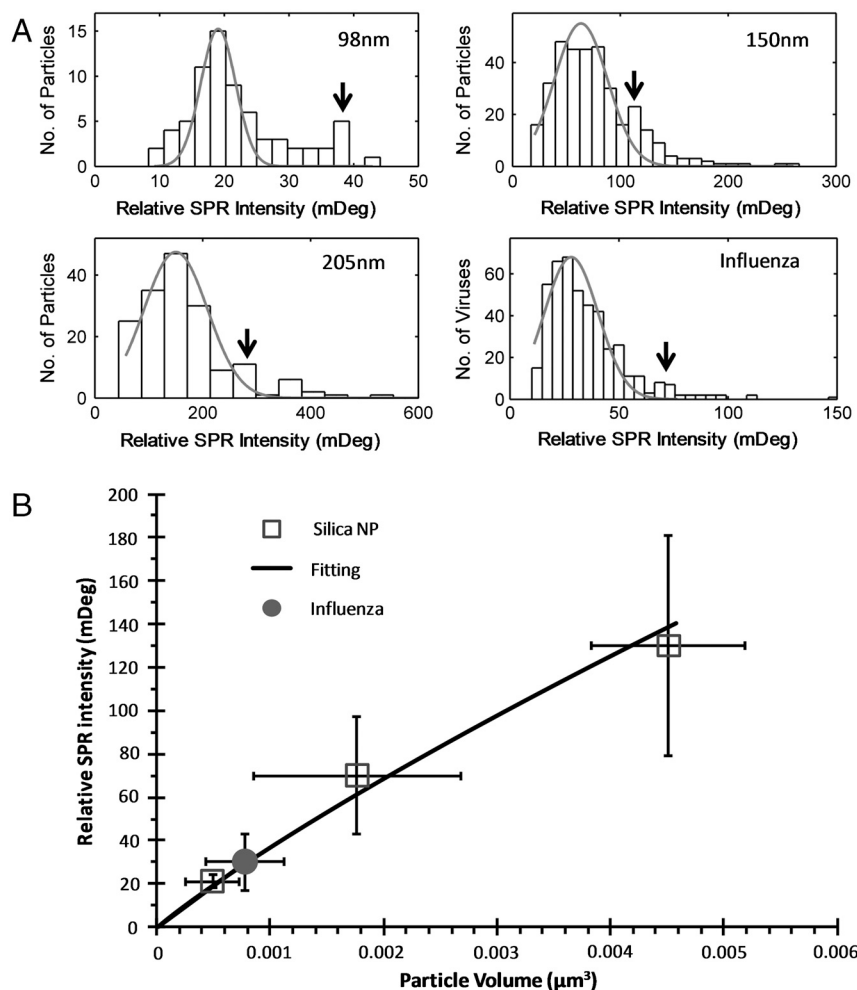 A
98nm
No. of Particles
15
10
5
0
0 10 20 30 40 50
Relative SPR Intensity (mDeg)
150nm
No. of Particles
40
20
0
0 100 200 300
Relative SPR Intensity (mDeg)
205nm
No. of Particles
40
20
0
0 200 400 600
Relative SPR Intensity (mDeg)
Influenza
No. of Viruses
60
40
20
0
0 50 100 150
Relative SPR Intensity (mDeg)
B
Relative SPR intensity (mDeg)
200
180
160
140
120
100
80
60
40
20
0
Silica NP
Fitting
Influenza
0 0.001 0.002 0.003 0.004 0.005 0.006
Particle Volume (μm³)